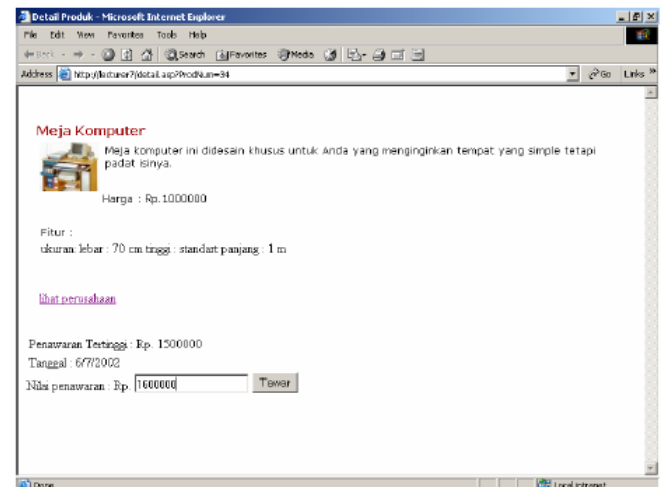 Detail Produk - Microsoft Internet Explorer
File Edit View Favorites Tools Help
Back Search Favorites Media
Address http://lecturer7/detail.asp?ProdNum=94 Go Links »
Meja Komputer
Meja komputer ini didesain khusus untuk Anda yang menginginkan tempat yang simple tetapi
padat isinya.
Harga : Rp.1000000
Fitur :
ukuran: lebar : 70 cm tinggi : standart panjang : 1 m
lihat perusahaan
Penawaran Tertinggi : Rp. 1500000
Tanggal : 6/7/2002
Nilai penawaran : Rp. 1600000 Tawar
Done Local intranet